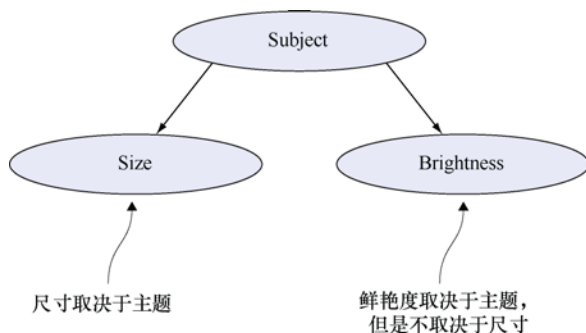 Subject
Size
Brightness
尺寸取决于主题
鲜艳度取决于主题，
但是不取决于尺寸